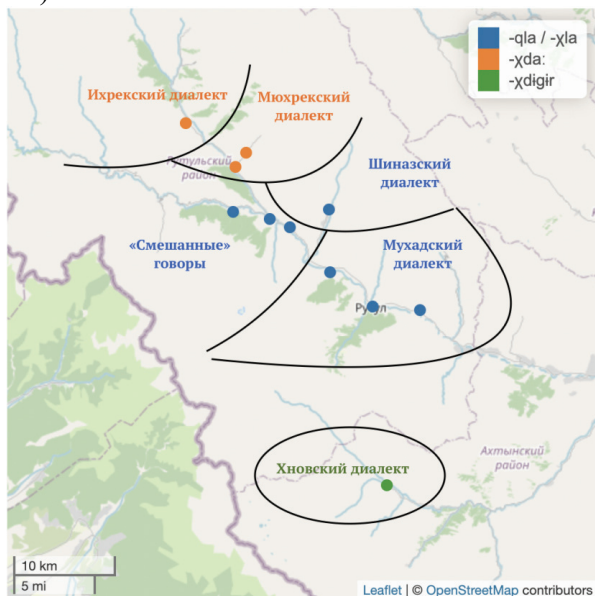 -qla / -χla
-χda:
-χdɨgɨr
Ихрекский диалект
Мюхрекский
диалект
Рутульский
район
Шиназский
диалект
«Смешанные»
говоры
Мухадский
диалект
Рутул
Хновский диалект
Ахтынский
район
10 km
5 mi
Leaflet | © OpenStreetMap contributors